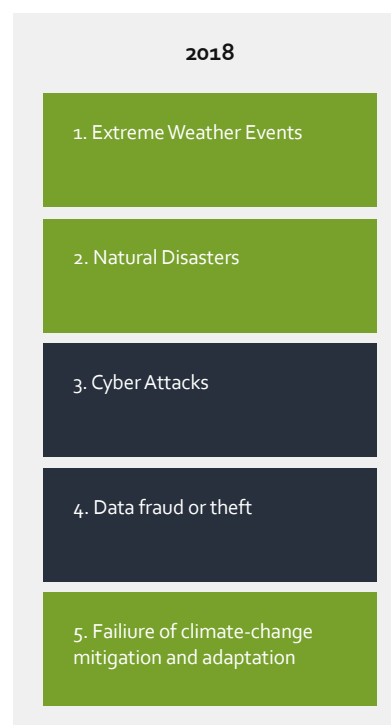 2018
1. Extreme Weather Events
2. Natural Disasters
3. Cyber Attacks
4. Data fraud or theft
5. Failiure of climate-change
mitigation and adaptation